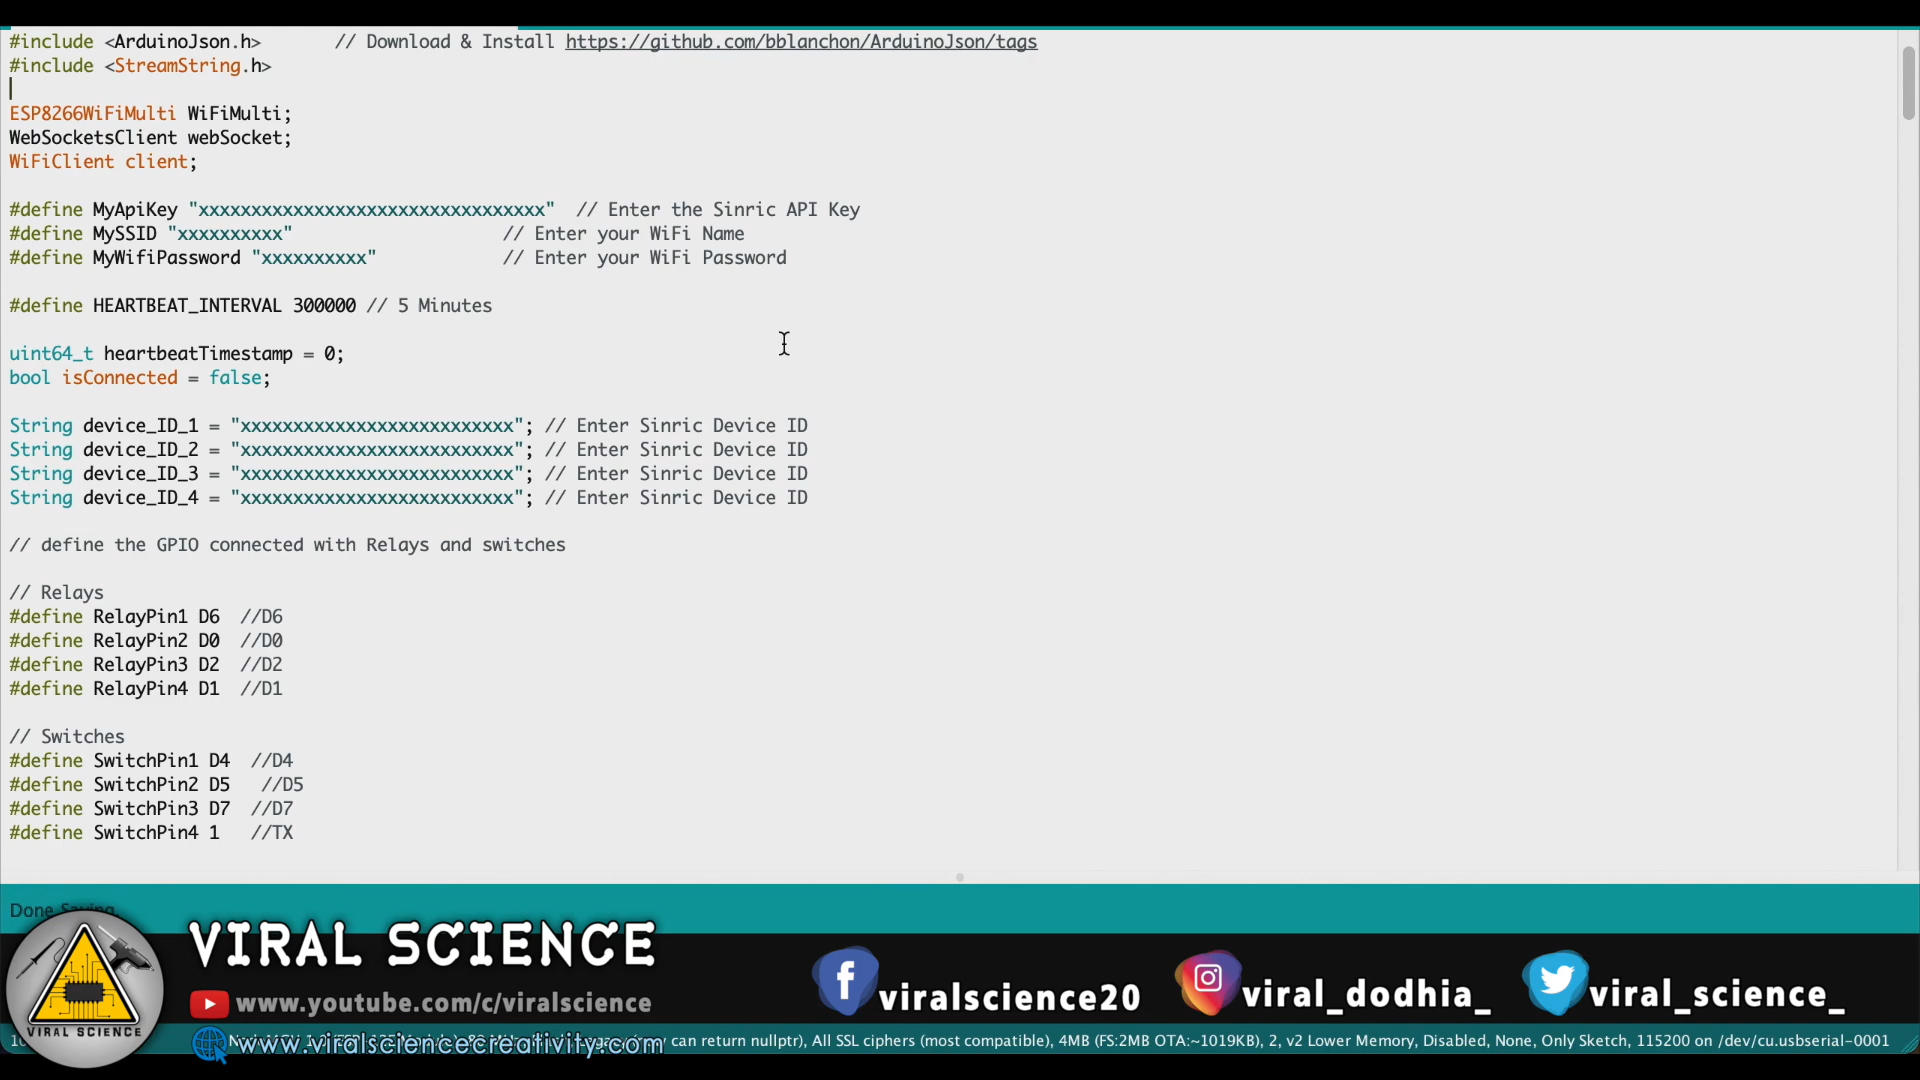 #include <ArduinoJson.h>       // Download & Install https://github.com/bblanchon/ArduinoJson/tags
#include <StreamString.h>
ESP8266WiFiMulti WiFiMulti;
WebSocketsClient webSocket;
WiFiClient client;
#define MyApiKey "xxxxxxxxxxxxxxxxxxxxxxxxxxxxxxxxx"  // Enter the Sinric API Key
#define MySSID "xxxxxxxxxx"                    // Enter your WiFi Name
#define MyWifiPassword "xxxxxxxxxx"            // Enter your WiFi Password
#define HEARTBEAT_INTERVAL 300000 // 5 Minutes
uint64_t heartbeatTimestamp = 0;
bool isConnected = false;
String device_ID_1 = "xxxxxxxxxxxxxxxxxxxxxxxxxx"; // Enter Sinric Device ID
String device_ID_2 = "xxxxxxxxxxxxxxxxxxxxxxxxxx"; // Enter Sinric Device ID
String device_ID_3 = "xxxxxxxxxxxxxxxxxxxxxxxxxx"; // Enter Sinric Device ID
String device_ID_4 = "xxxxxxxxxxxxxxxxxxxxxxxxxx"; // Enter Sinric Device ID
// define the GPIO connected with Relays and switches
// Relays
#define RelayPin1 D6  //D6
#define RelayPin2 D0  //D0
#define RelayPin3 D2  //D2
#define RelayPin4 D1  //D1
// Switches
#define SwitchPin1 D4  //D4
#define SwitchPin2 D5   //D5
#define SwitchPin3 D7  //D7
#define SwitchPin4 1   //TX
Done Saving.
VIRAL SCIENCE
www.youtube.com/c/viralscience
viralscience20
viral_dodhia_
viral_science_
VIRAL SCIENCE
www.viralsciencecreativity.com
can return nullptr), All SSL ciphers (most compatible), 4MB (FS:2MB OTA:~1019KB), 2, v2 Lower Memory, Disabled, None, Only Sketch, 115200 on /dev/cu.usbserial-0001